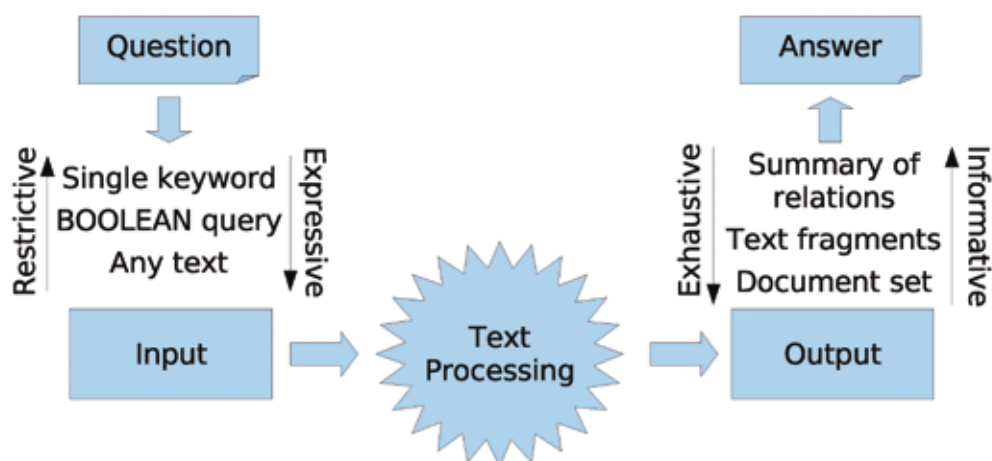 Question
Restrictive
Single keyword
BOOLEAN query
Any text
Expressive
Input
Text
Processing
Answer
Exhaustive
Summary of
relations
Text fragments
Document set
Informative
Output